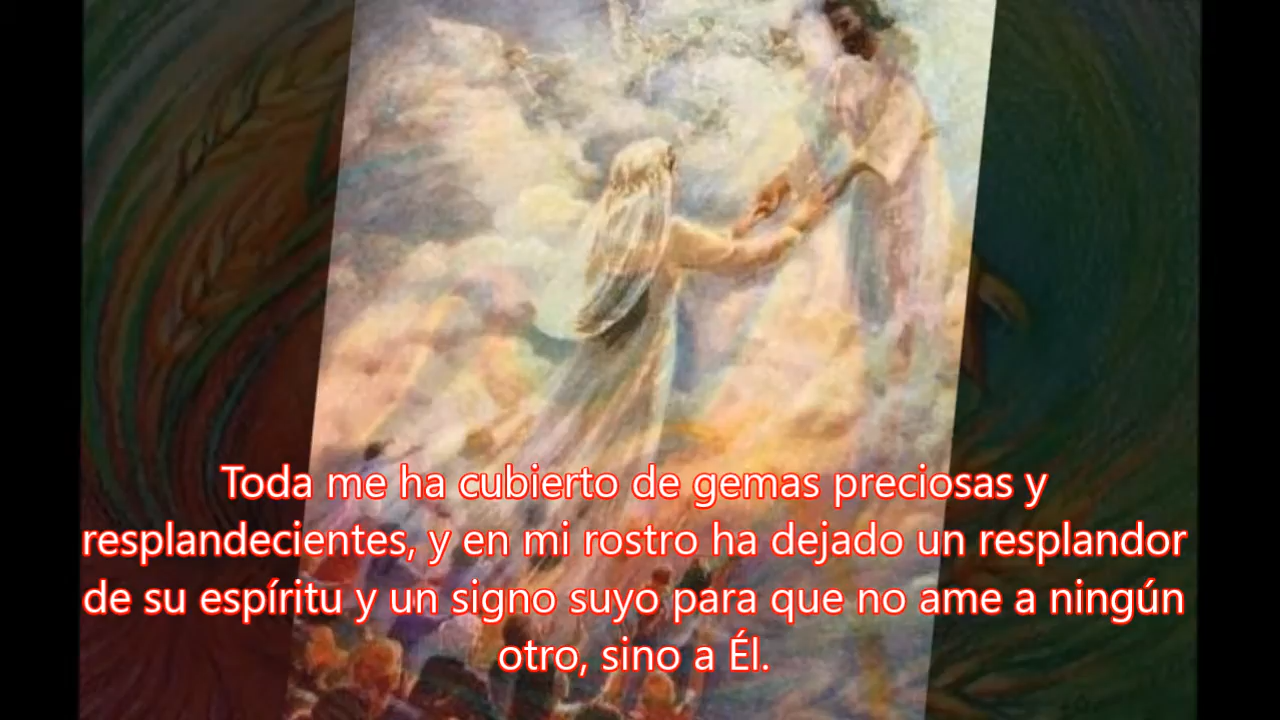 Toda me ha cubierto de gemas preciosas y
resplandecientes, y en mi rostro ha dejado un resplandor
de su espíritu y un signo suyo para que no ame a ningún
otro, sino a Él.